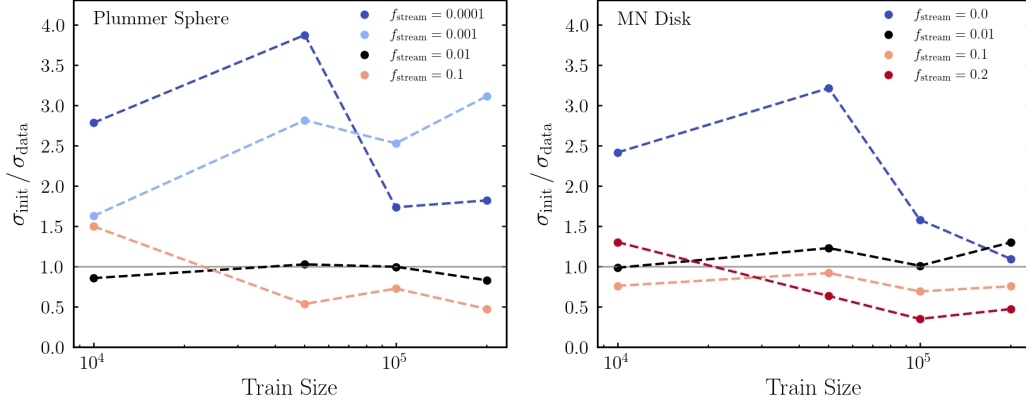 Plummer Sphere
f_stream = 0.0001
f_stream = 0.001
f_stream = 0.01
f_stream = 0.1
4.0
3.5
3.0
2.5
2.0
1.5
1.0
0.5
0.0
σ_init / σ_data
10^4
10^5
Train Size
MN Disk
f_stream = 0.0
f_stream = 0.01
f_stream = 0.1
f_stream = 0.2
4.0
3.5
3.0
2.5
2.0
1.5
1.0
0.5
0.0
σ_init / σ_data
10^4
10^5
Train Size